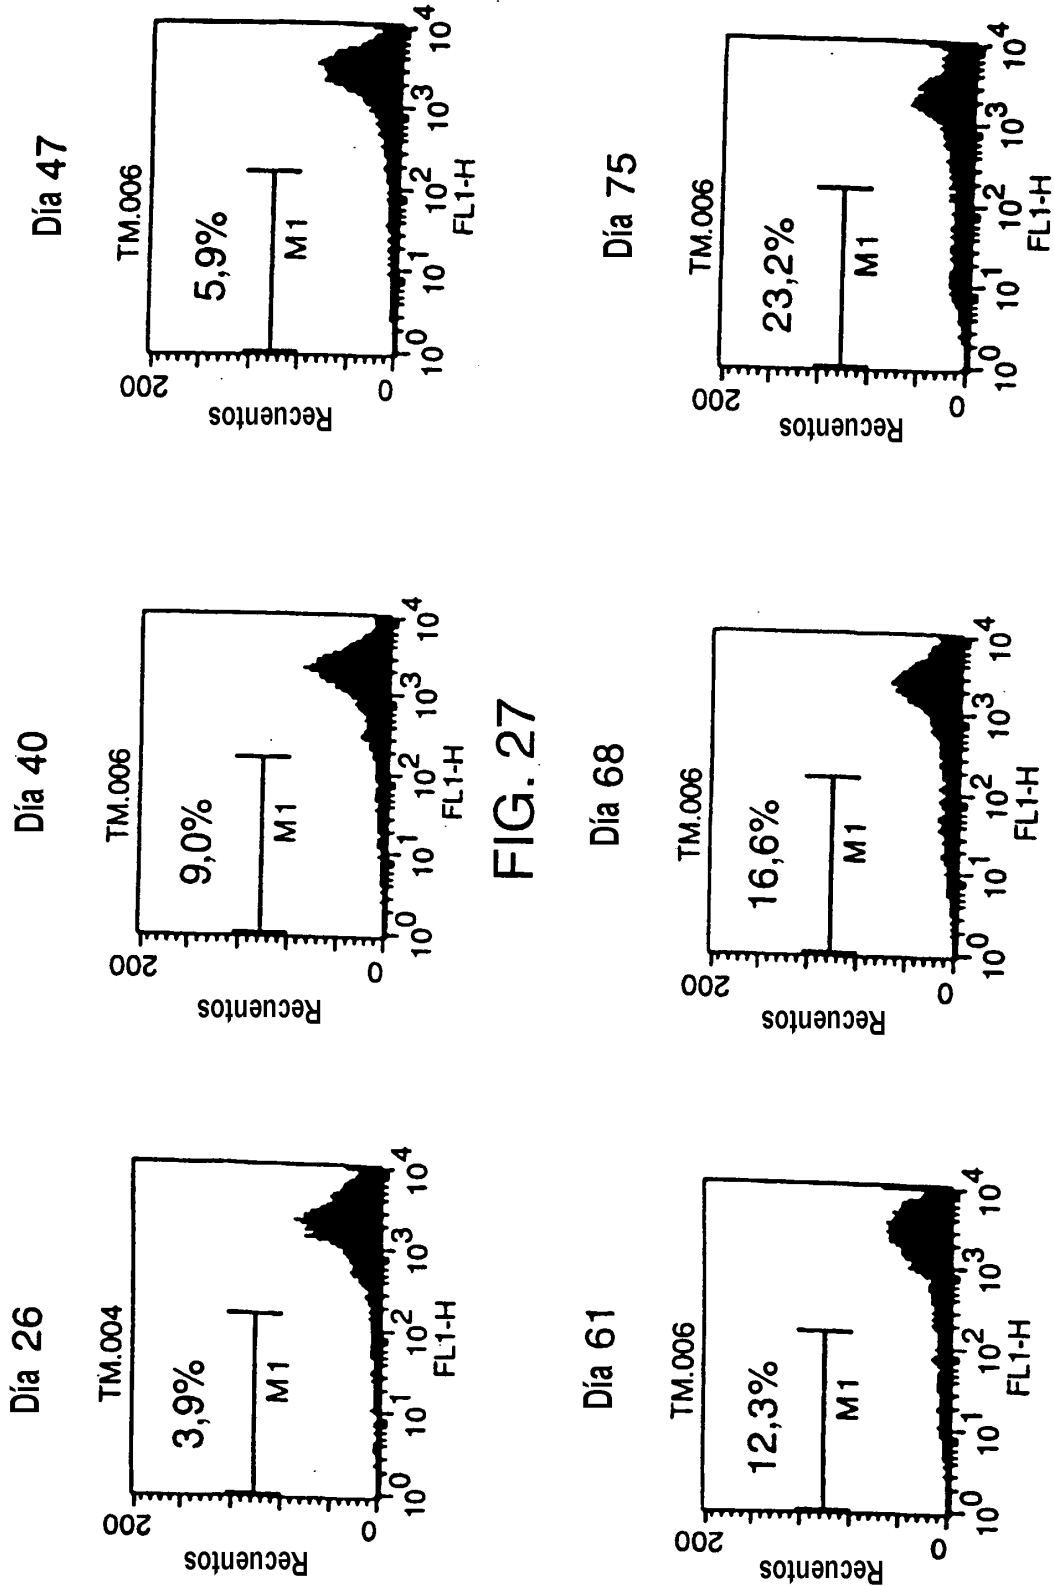 Día 26
TM.004
200
3,9%
M1
Recuentos
0
10^0 10^1 10^2 10^3 10^4
FL1-H
Día 40
TM.006
200
9,0%
M1
Recuentos
0
10^0 10^1 10^2 10^3 10^4
FL1-H
Día 47
TM.006
200
5,9%
M1
Recuentos
0
10^0 10^1 10^2 10^3 10^4
FL1-H
FIG. 27
Día 61
TM.006
200
12,3%
M1
Recuentos
0
10^0 10^1 10^2 10^3 10^4
FL1-H
Día 68
TM.006
200
16,6%
M1
Recuentos
0
10^0 10^1 10^2 10^3 10^4
FL1-H
Día 75
TM.006
200
23,2%
M1
Recuentos
0
10^0 10^1 10^2 10^3 10^4
FL1-H